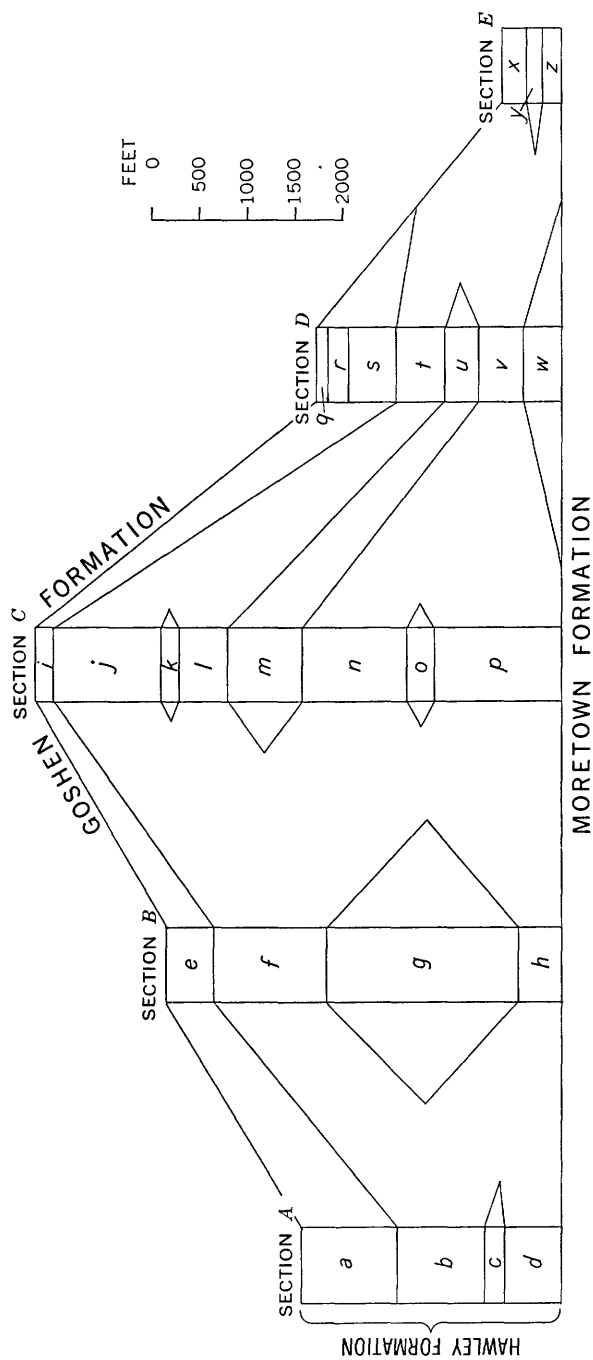 SECTION A
a
b
c
d
HAWLEY FORMATION
SECTION B
e
f
g
h
GOSHEN FORMATION
SECTION C
i
j
k
l
m
n
o
p
SECTION D
q
r
s
t
u
v
w
SECTION E
x
y
z
FEET
0
500
1000
1500
2000
MORETOWN FORMATION